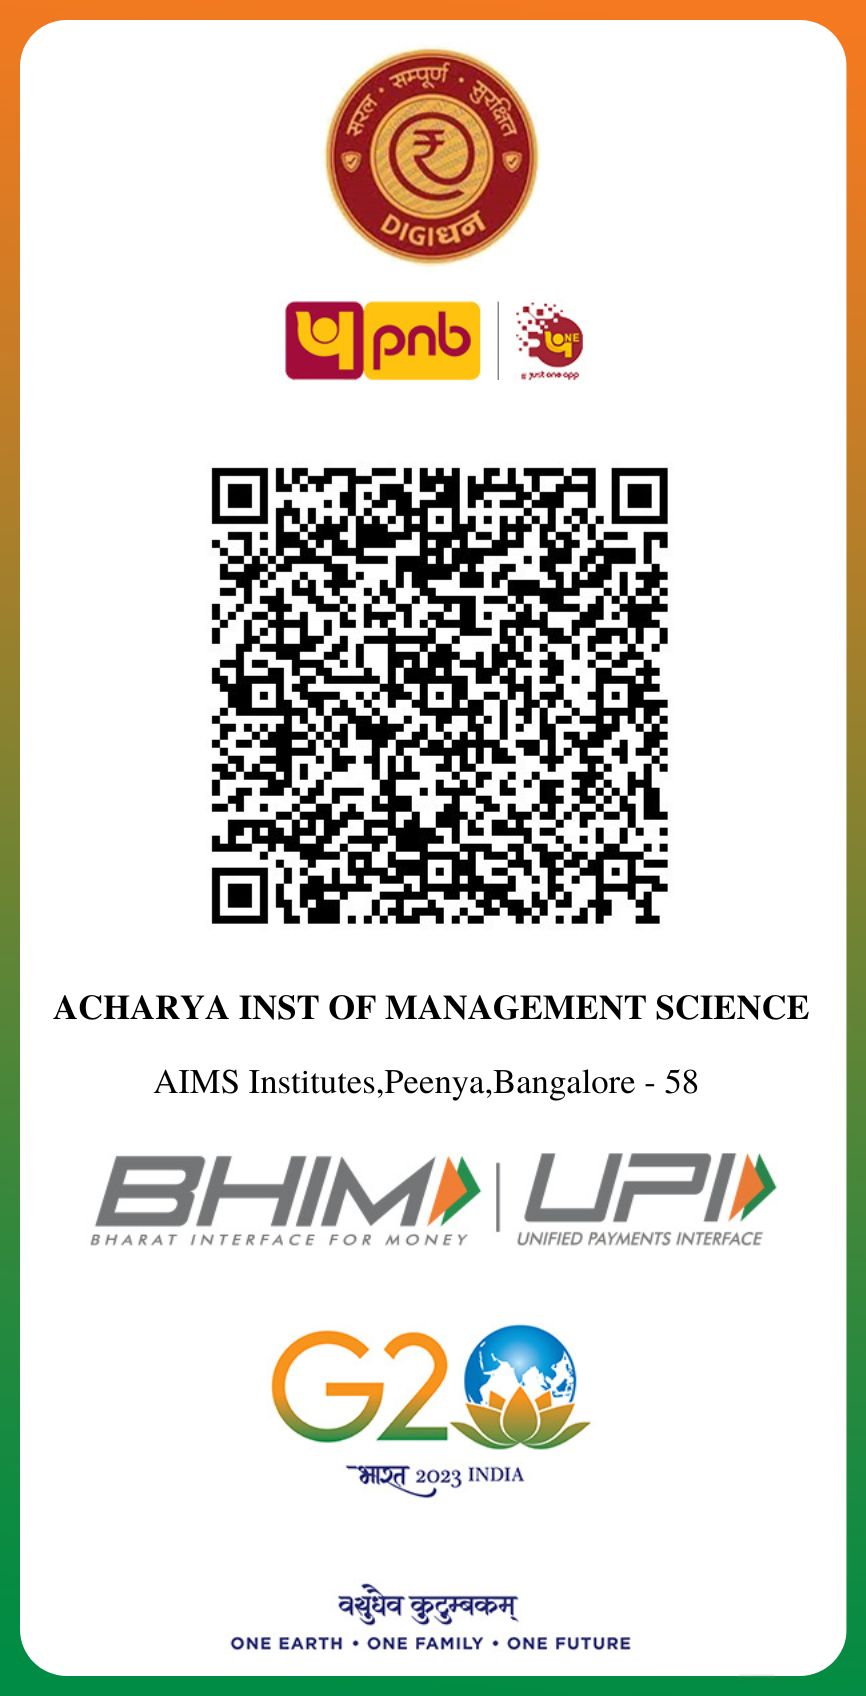 सरल • सम्पूर्ण • सुरक्षित
DIGIधन
pnb
ONE
# just one app
ACHARYA INST OF MANAGEMENT SCIENCE
AIMS Institutes,Peenya,Bangalore - 58
BHIM UPI
BHARAT INTERFACE FOR MONEY UNIFIED PAYMENTS INTERFACE
G20
भारत 2023 INDIA
वसुधैव कुटुम्बकम्
ONE EARTH • ONE FAMILY • ONE FUTURE